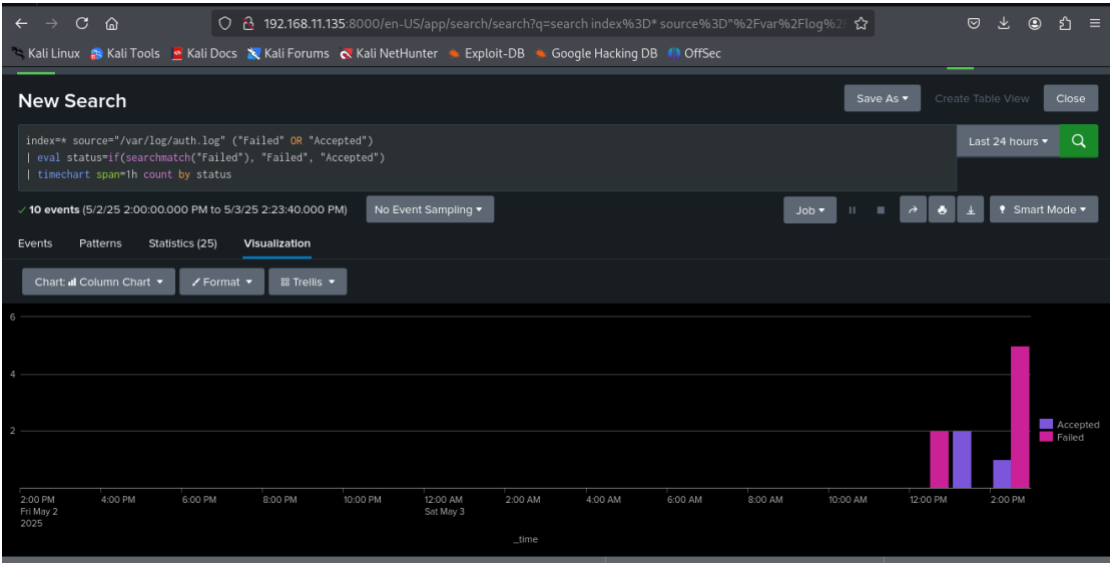 192.168.11.135:8000/en-US/app/search/search?q=search index%3D* source%3D"%2Fvar%2Flog%2
Kali Linux Kali Tools Kali Docs Kali Forums Kali NetHunter Exploit-DB Google Hacking DB OffSec
New Search
Save As Create Table View Close
index=* source="/var/log/auth.log" ("Failed" OR "Accepted")
| eval status=if(searchmatch("Failed"), "Failed", "Accepted")
| timechart span=1h count by status
Last 24 hours
✓ 10 events (5/2/25 2:00:00.000 PM to 5/3/25 2:23:40.000 PM) No Event Sampling
Job Smart Mode
Events Patterns Statistics (25) Visualization
Chart: Column Chart Format Trellis
6
4
2
Accepted
Failed
2:00 PM 4:00 PM 6:00 PM 8:00 PM 10:00 PM 12:00 AM 2:00 AM 4:00 AM 6:00 AM 8:00 AM 10:00 AM 12:00 PM 2:00 PM
Fri May 2 Sat May 3
2025
_time